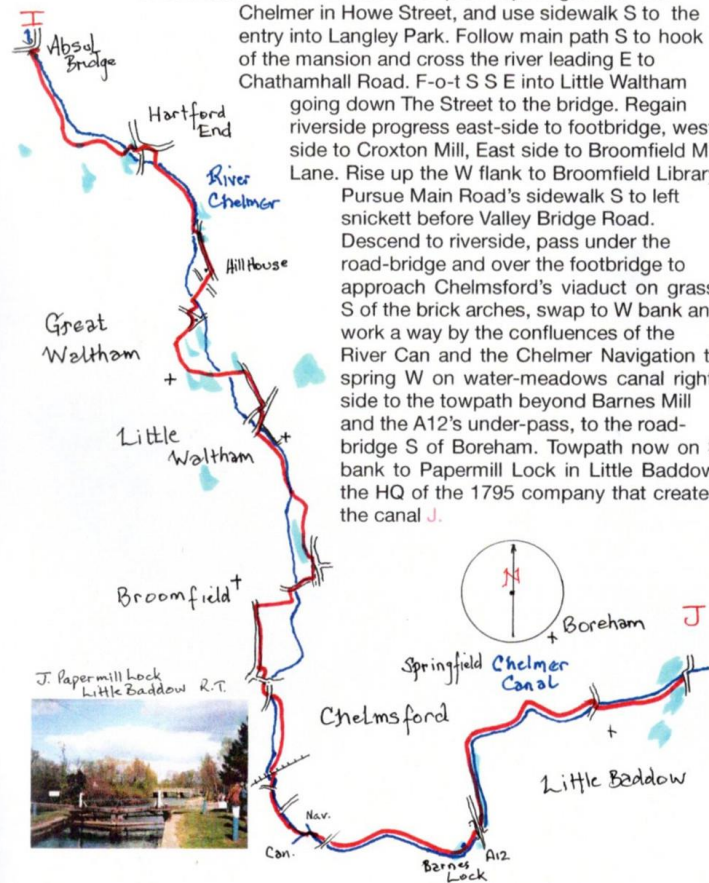 Chelmer in Howe Street, and use sidewalk S to the
entry into Langley Park. Follow main path S to hook
of the mansion and cross the river leading E to
Chathamhall Road. F-o-t S S E into Little Waltham
going down The Street to the bridge. Regain
riverside progress east-side to footbridge, west
side to Croxton Mill, East side to Broomfield M
Lane. Rise up the W flank to Broomfield Library
Pursue Main Road's sidewalk S to left
snickett before Valley Bridge Road.
Descend to riverside, pass under the
road-bridge and over the footbridge to
approach Chelmsford's viaduct on grass
S of the brick arches, swap to W bank an
work a way by the confluences of the
River Can and the Chelmer Navigation t
spring W on water-meadows canal right
side to the towpath beyond Barnes Mill
and the A12's under-pass, to the road-
bridge S of Boreham. Towpath now on
bank to Papermill Lock in Little Baddow
the HQ of the 1795 company that create
the canal J.
I
Absol
Bridge
Hartford
End
River
Chelmer
Hill House
Great
Waltham
Little
Waltham
Broomfield
N
Boreham
J
Springfield
Chelmer
Canal
J. Papermill Lock
Little Baddow R.T.
Chelmsford
Little Baddow
Nav.
Can.
Barnes
Lock
A12